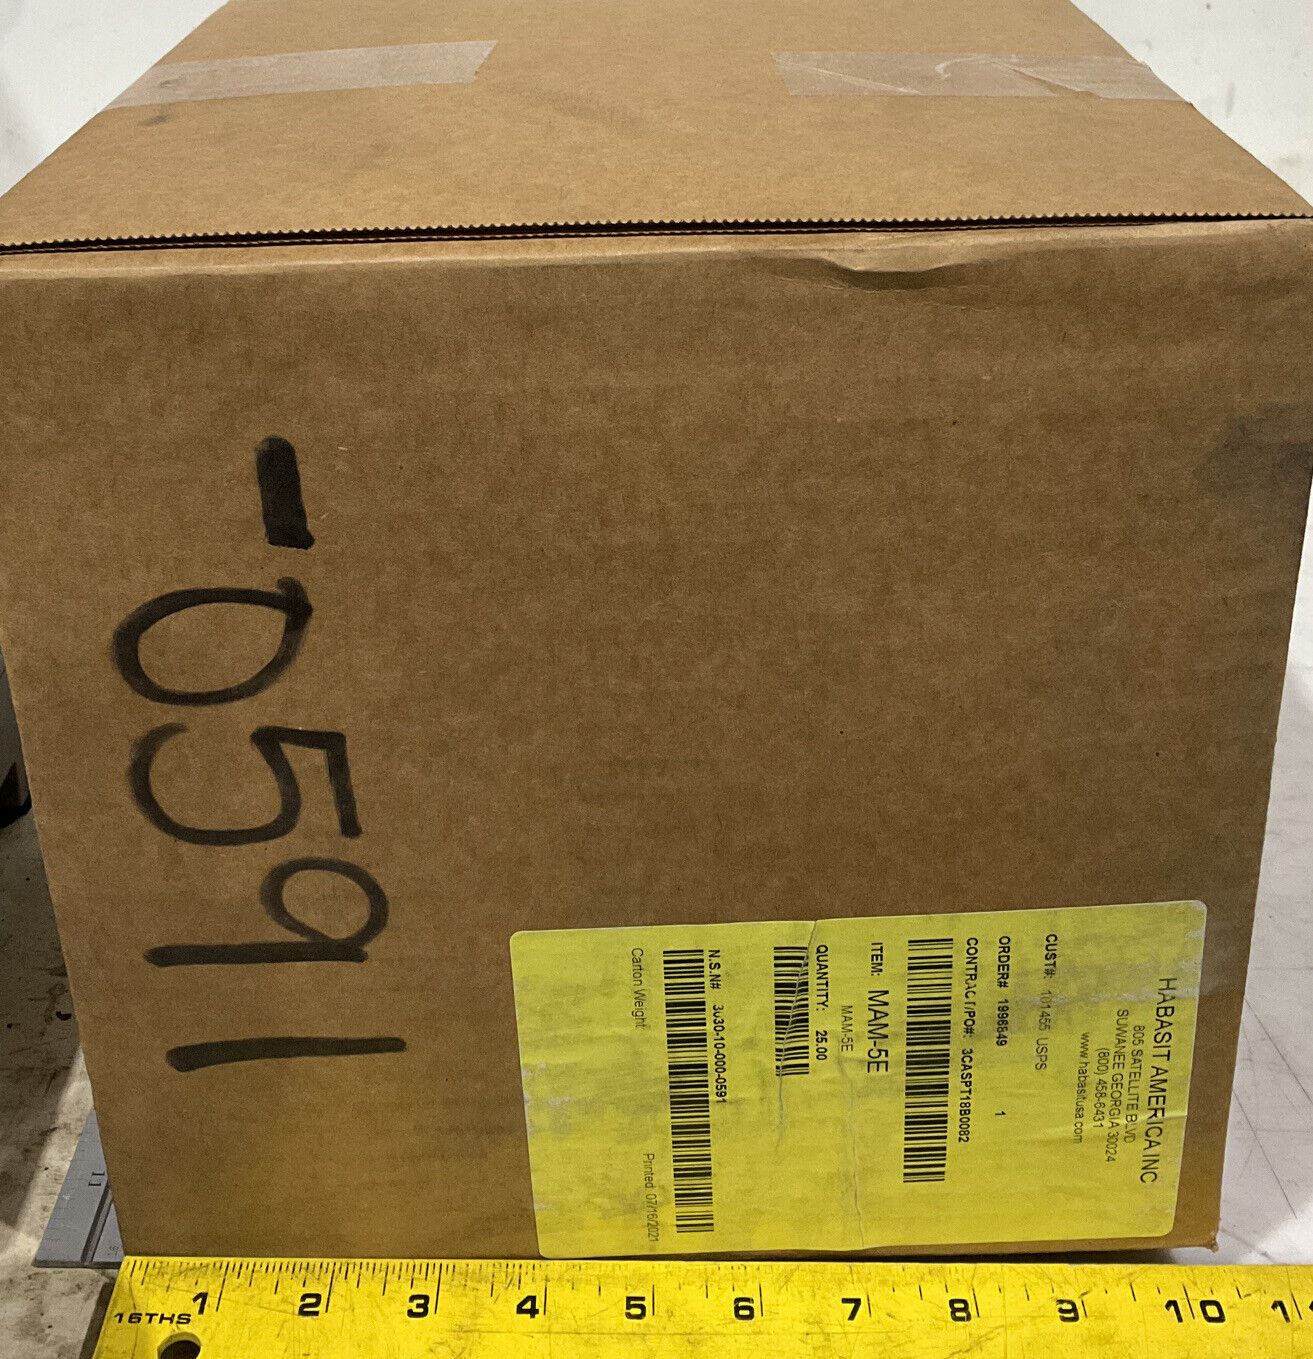 -0591
HABASIT AMERICA INC
805 SATELLITE BLVD
SUWANEE GEORGIA 30024
(800) 458-6431
www.habasitusa.com
CUST#: 101455 USPS
ORDER# 1996849 1
CONTRACT/PO#: 3CASPT18B0082
ITEM: MAM-5E
MAM-5E
QUANTITY: 25.00
N.S.N# 3030-10-000-0591
Carton Weight
Printed: 07/16/2021
11
16THS 1 2 3 4 5 6 7 8 9 10